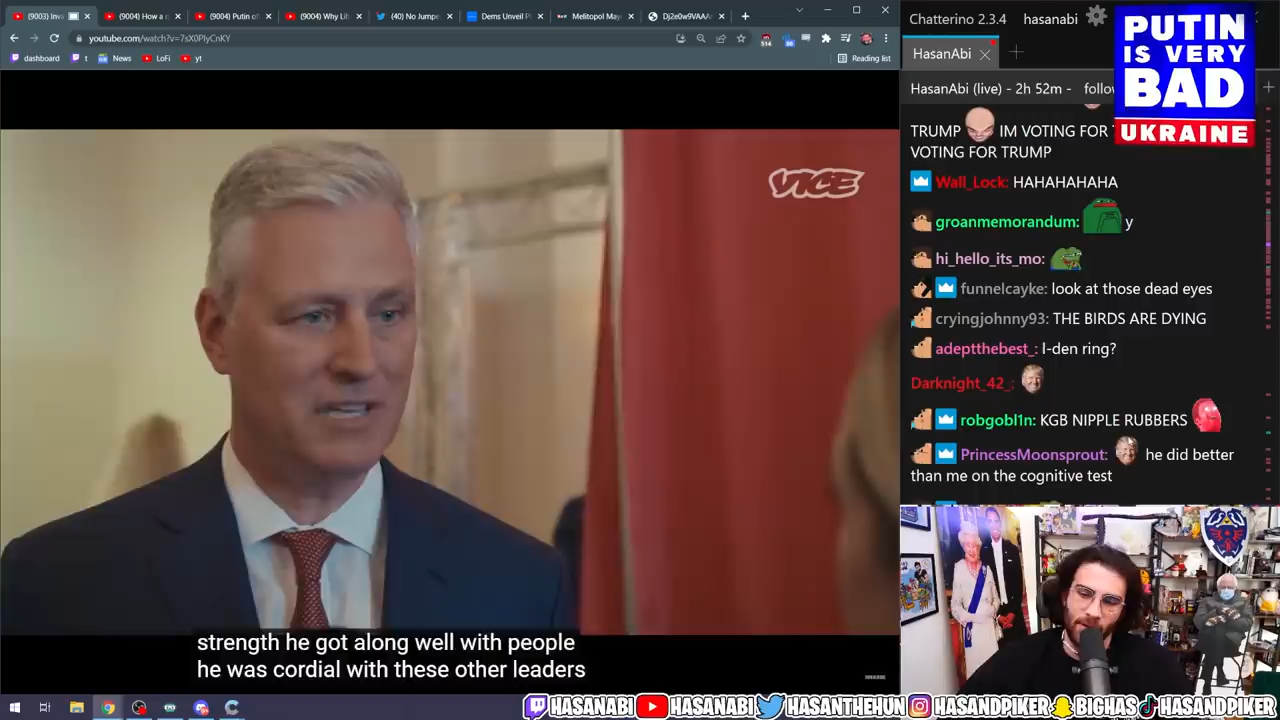 (9003) Inva
(9004) How a r
(9004) Putin of
(9004) Why Lif
(40) No Jumpe
Dems Unveil P
Melitopol May
Dj2e0w9VAAA
youtube.com/watch?v=7sX0PIyCnKY
514
dashboard
t
News
LoFi
yt
Reading list
VICE
strength he got along well with people
he was cordial with these other leaders
Chatterino 2.3.4
hasanabi
HasanAbi
HasanAbi (live) - 2h 52m -
PUTIN
IS VERY
BAD
UKRAINE
TRUMP IM VOTING FOR
VOTING FOR TRUMP
Wall_Lock: HAHAHAHAHA
groanmemorandum: y
hi_hello_its_mo:
funnelcayke: look at those dead eyes
cryingjohnny93: THE BIRDS ARE DYING
adeptthebest_: l-den ring?
Darknight_42_:
robgobl1n: KGB NIPPLE RUBBERS
PrincessMoonsprout: he did better
than me on the cognitive test
HASANABI HASANABI HASANTHEHUN HASANDPIKER BIGHAS HASANDPIKER